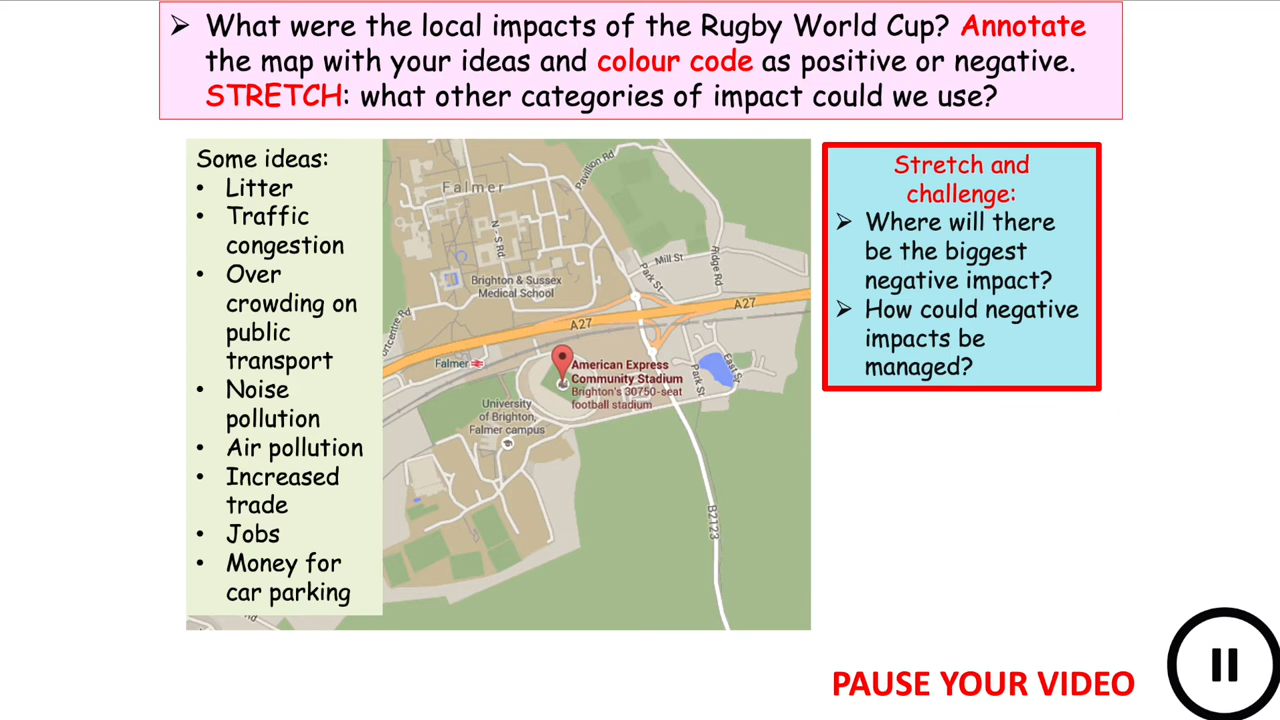 ➢ What were the local impacts of the Rugby World Cup? Annotate
the map with your ideas and colour code as positive or negative.
STRETCH: what other categories of impact could we use?
Some ideas:
• Litter
• Traffic
congestion
• Over
crowding on
public
transport
• Noise
pollution
• Air pollution
• Increased
trade
• Jobs
• Money for
car parking
Falmer
Pavilion Rd
N - S Rd
Mill St
Park St
Ridge Rd
Brighton & Sussex
Medical School
ortcentre Rd
A27
A27
Falmer
American Express
Community Stadium
Brighton's 30750-seat
football stadium
Park St
East St
University
of Brighton,
Falmer campus
B2123
Stretch and
challenge:
➢ Where will there
be the biggest
negative impact?
➢ How could negative
impacts be
managed?
PAUSE YOUR VIDEO